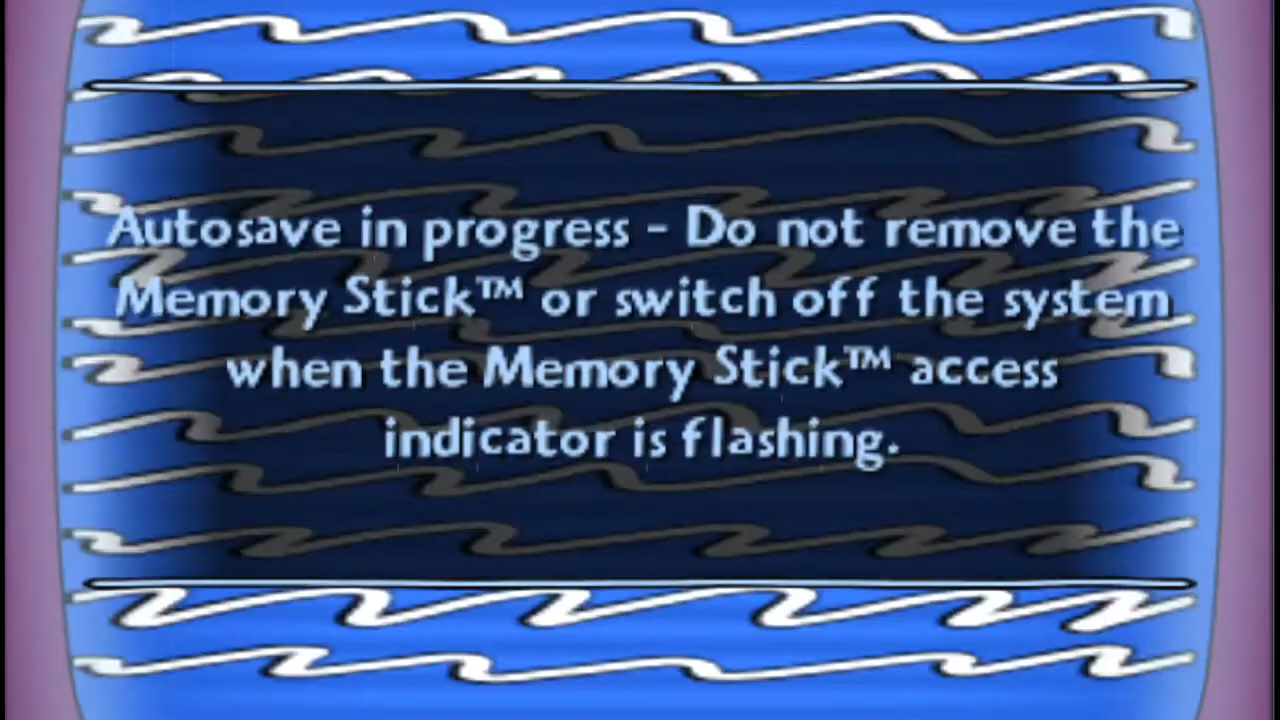 Autosave in progress - Do not remove the
Memory Stick™ or switch off the system
when the Memory Stick™ access
indicator is flashing.